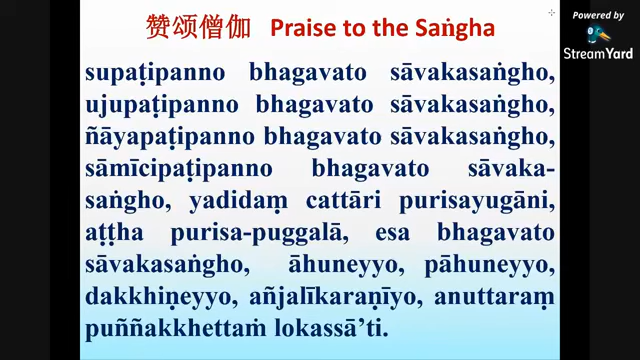 赞颂僧伽 Praise to the Saṅgha
Powered by
StreamYard
supaṭipanno bhagavato sāvakasaṅgho,
ujupaṭipanno bhagavato sāvakasaṅgho,
ñāyapaṭipanno bhagavato sāvakasaṅgho,
sāmīcipaṭipanno bhagavato sāvaka-
saṅgho, yadidaṃ cattāri purisayugāni,
aṭṭha purisa-puggalā, esa bhagavato
sāvakasaṅgho, āhuneyyo, pāhuneyyo,
dakkhiṇeyyo, añjalīkaraṇīyo, anuttaraṃ
puññakkhettaṁ lokassā’ti.